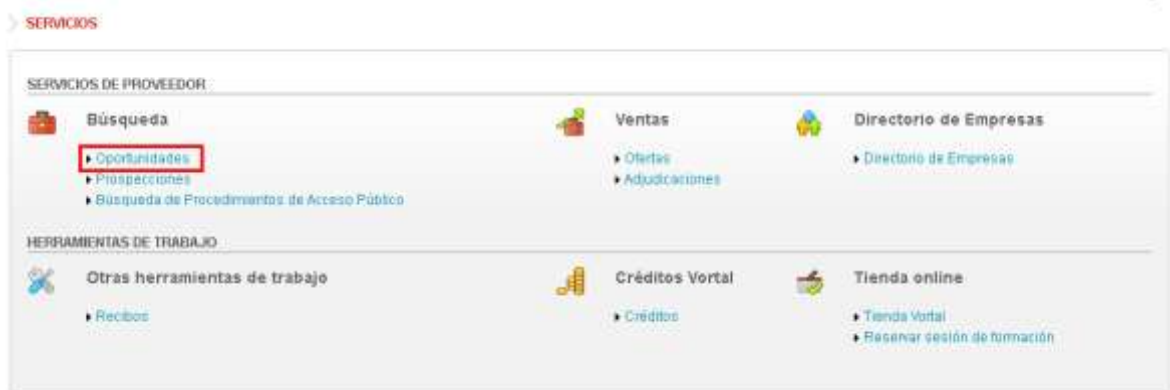 SERVICIOS
SERVICIOS DE PROVEEDOR
Búsqueda
Oportunidades
Prospecciones
Búsqueda de Procedimientos de Acceso Público
Ventas
Ofertas
Adjudicaciones
Directorio de Empresas
Directorio de Empresas
HERRAMIENTAS DE TRABAJO
Otras herramientas de trabajo
Recibos
Créditos Vortal
Créditos
Tienda online
Tienda Vortal
Reservar sesión de formación